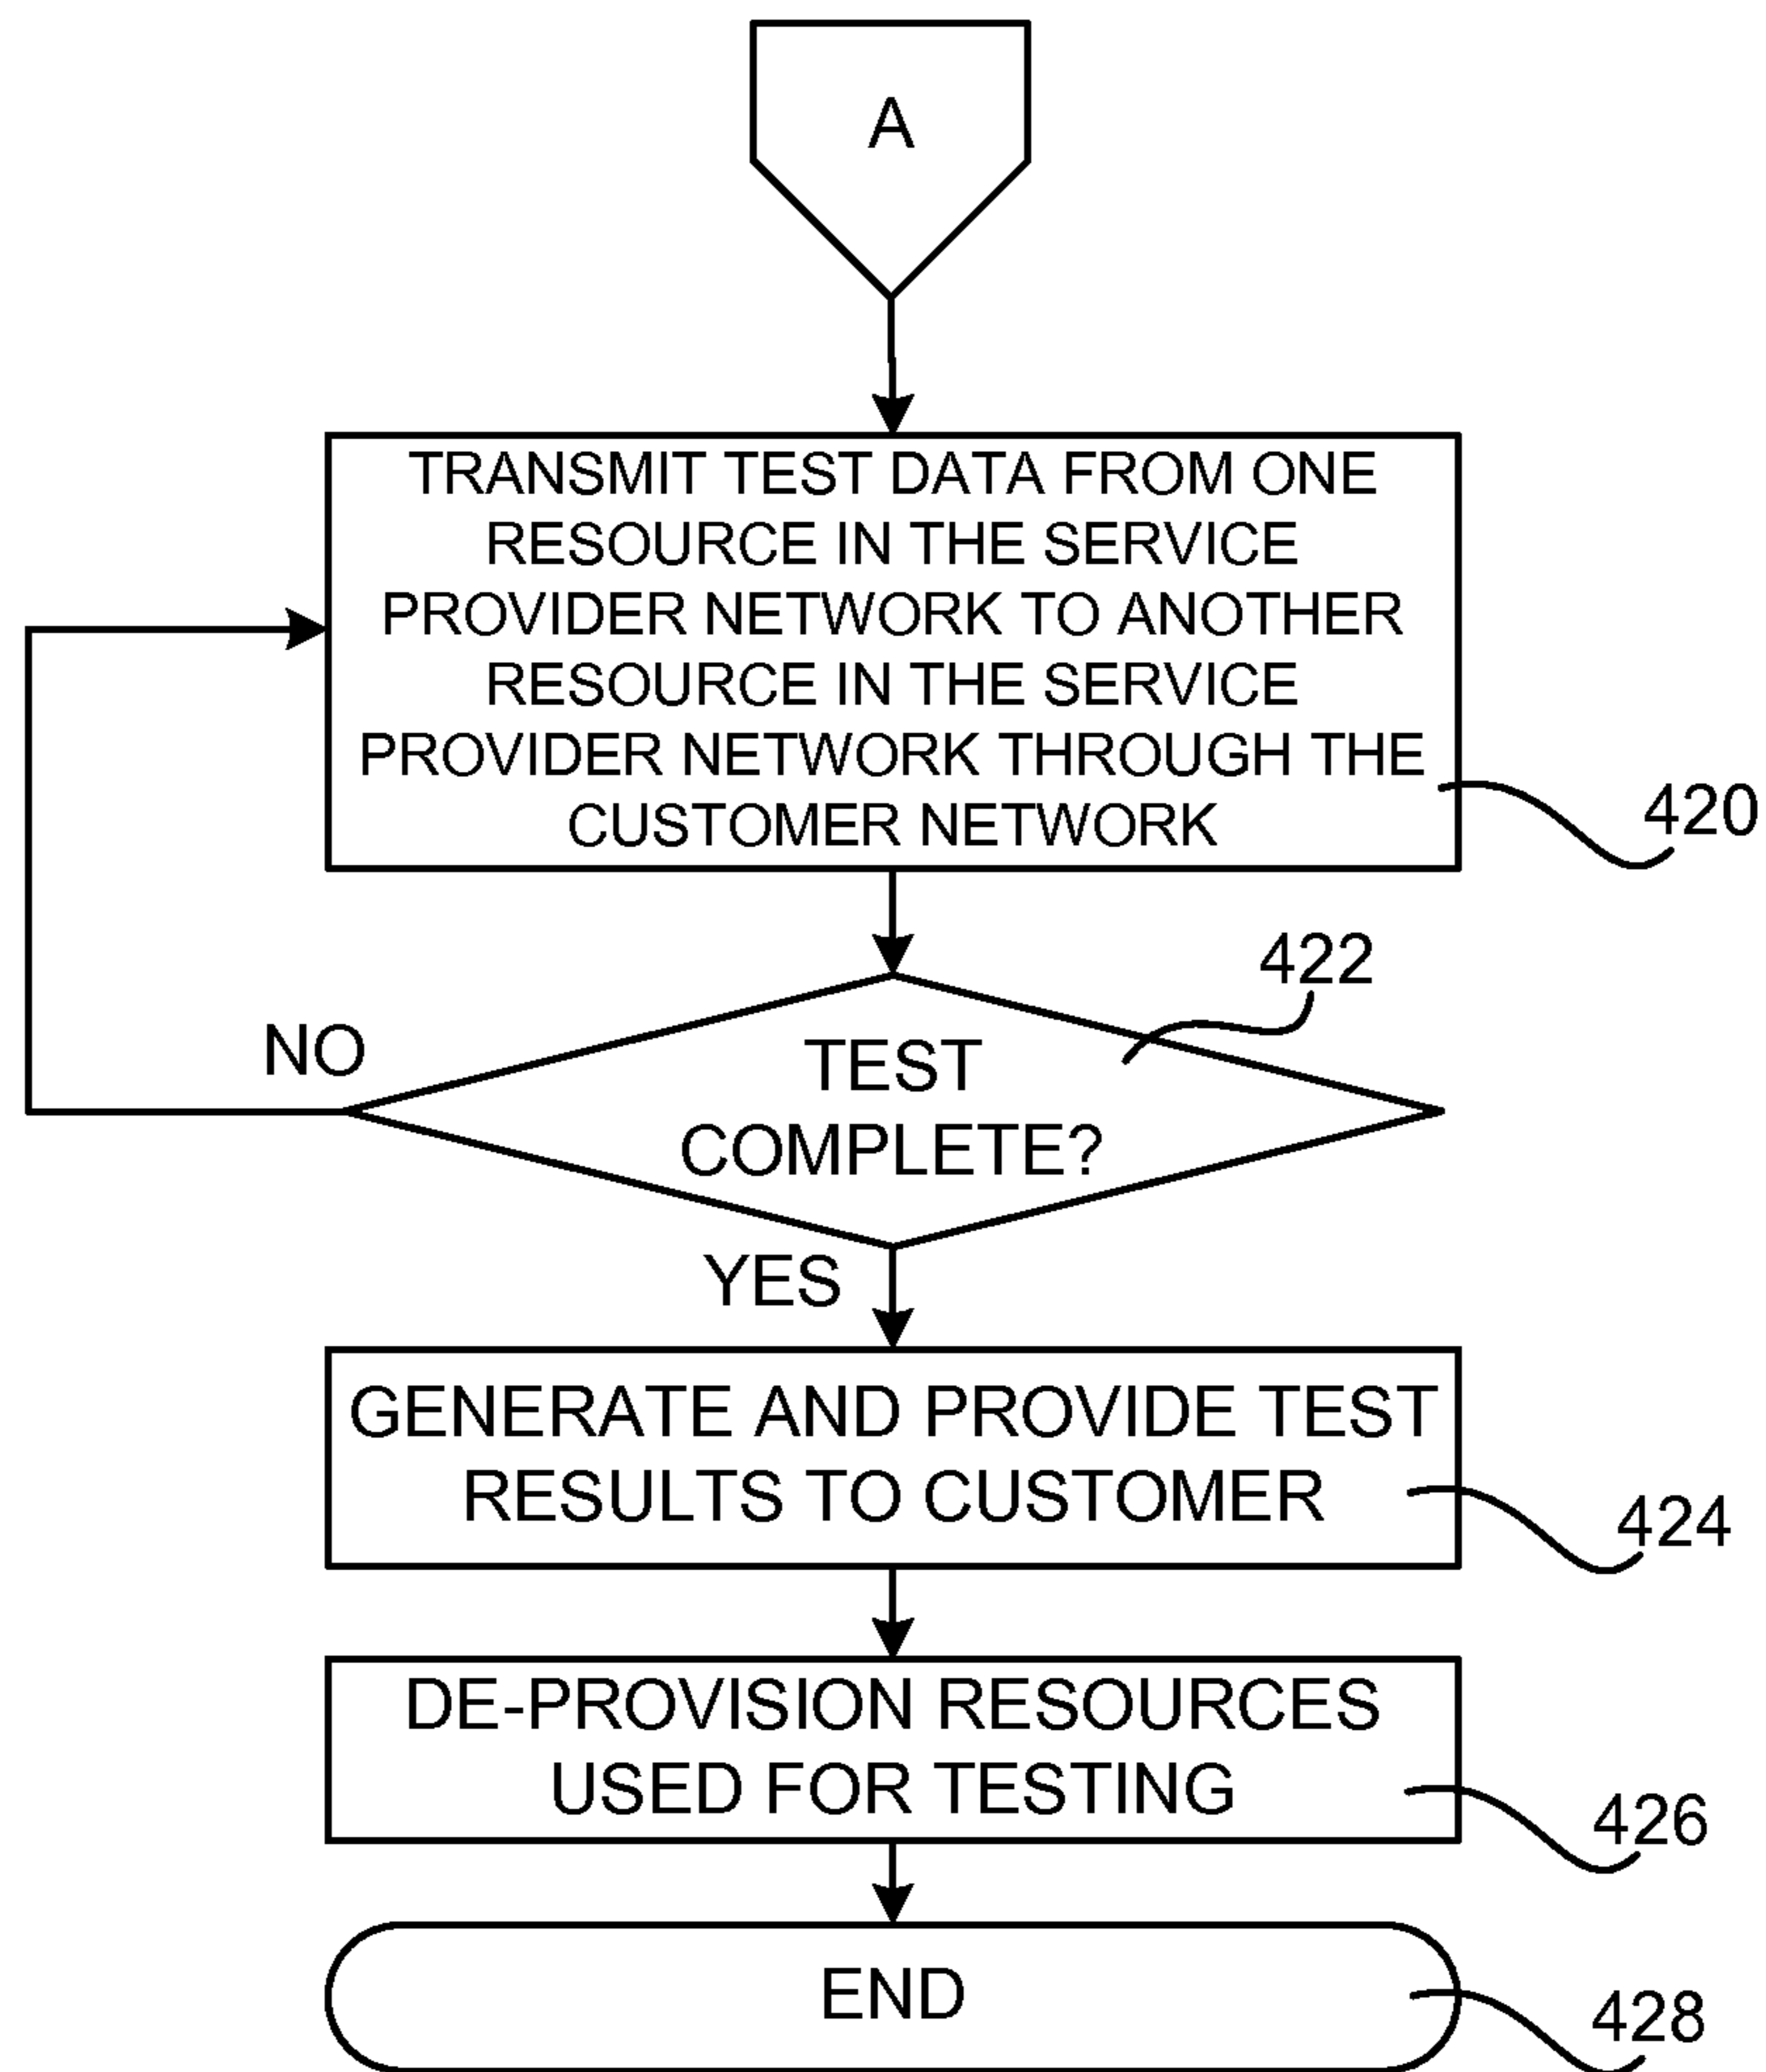 A
TRANSMIT TEST DATA FROM ONE
RESOURCE IN THE SERVICE
PROVIDER NETWORK TO ANOTHER
RESOURCE IN THE SERVICE
PROVIDER NETWORK THROUGH THE
CUSTOMER NETWORK
420
422
NO
TEST
COMPLETE?
YES
GENERATE AND PROVIDE TEST
RESULTS TO CUSTOMER
424
DE-PROVISION RESOURCES
USED FOR TESTING
426
END
428